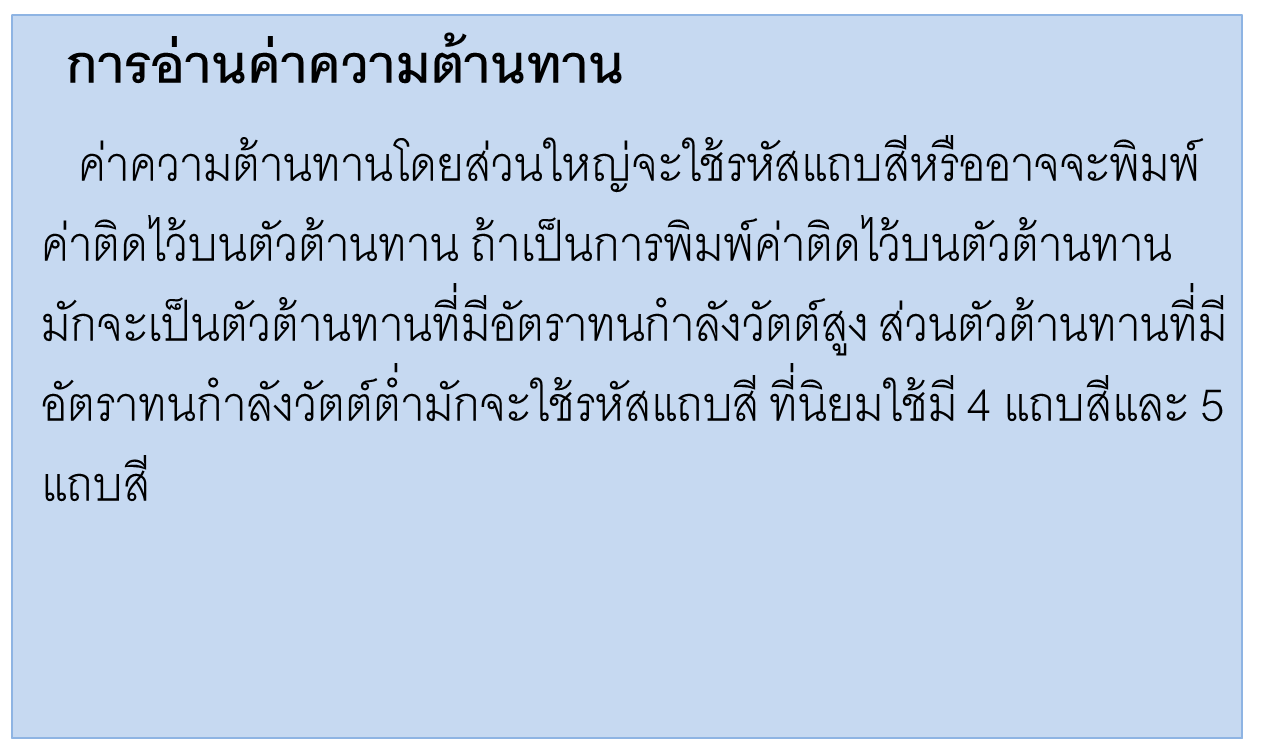 การอ่านค่าความต้านทาน
ค่าความต้านทานโดยส่วนใหญ่จะใช้รหัสแถบสีหรืออาจจะพิมพ์
ค่าติดไว้บนตัวต้านทาน ถ้าเป็นการพิมพ์ค่าติดไว้บนตัวต้านทาน
มักจะเป็นตัวต้านทานที่มีอัตราทนกำลังวัตต์สูง ส่วนตัวต้านทานที่มี
อัตราทนกำลังวัตต์ต่ำมักจะใช้รหัสแถบสี ที่นิยมใช้มี 4 แถบสีและ 5
แถบสี